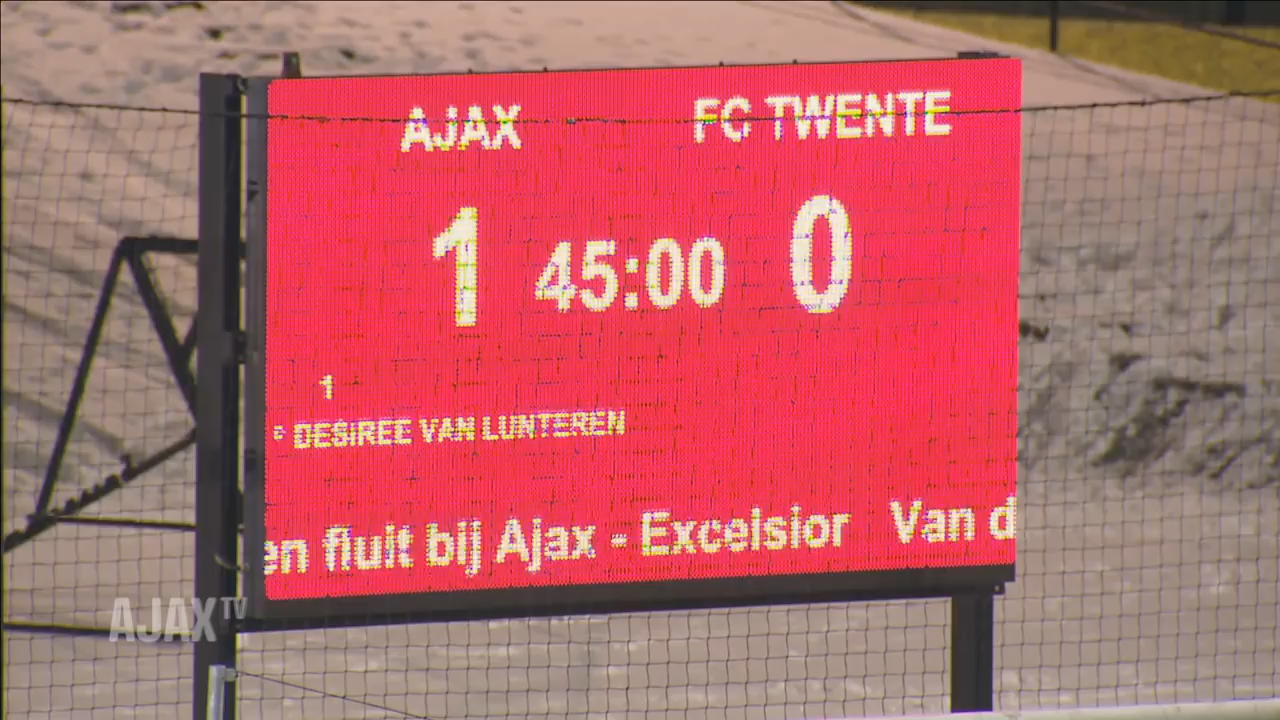 AJAX FC TWENTE
1 45:00 0
1
DESIREE VAN LUNTEREN
en fluit bij Ajax - Excelsior Van d
AJAX TV